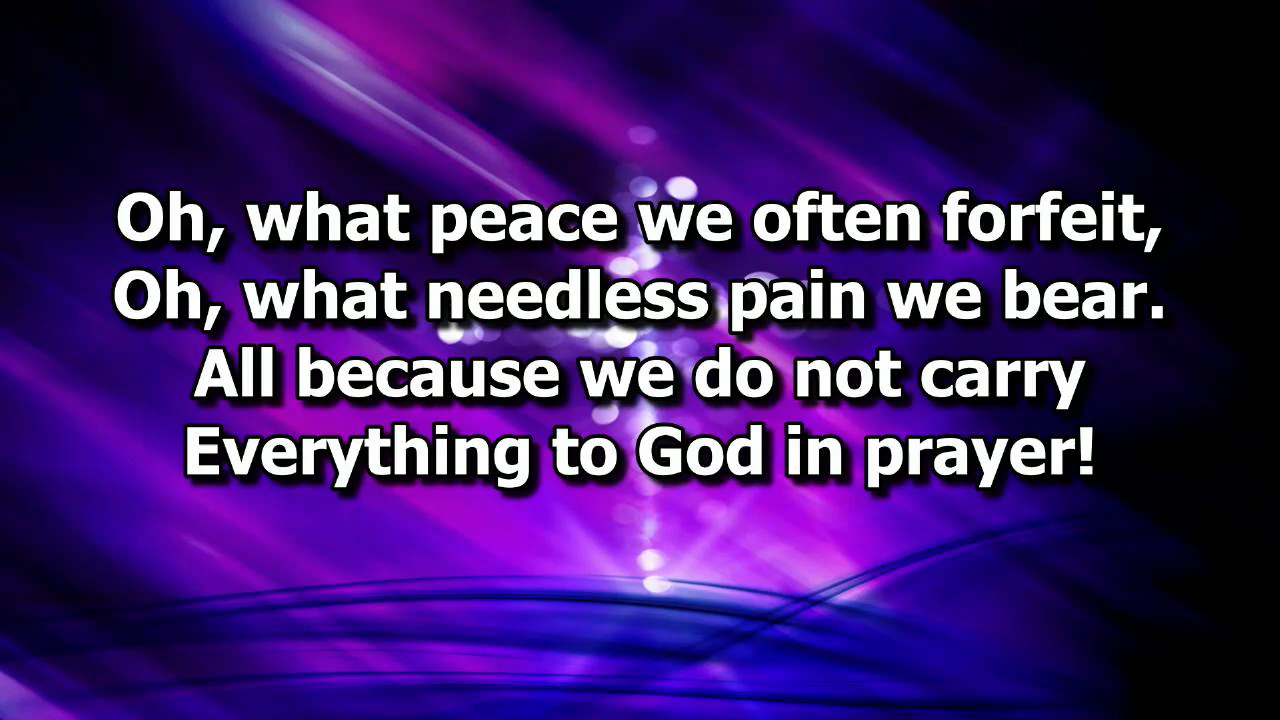 Oh, what peace we often forfeit,
Oh, what needless pain we bear.
All because we do not carry
Everything to God in prayer!